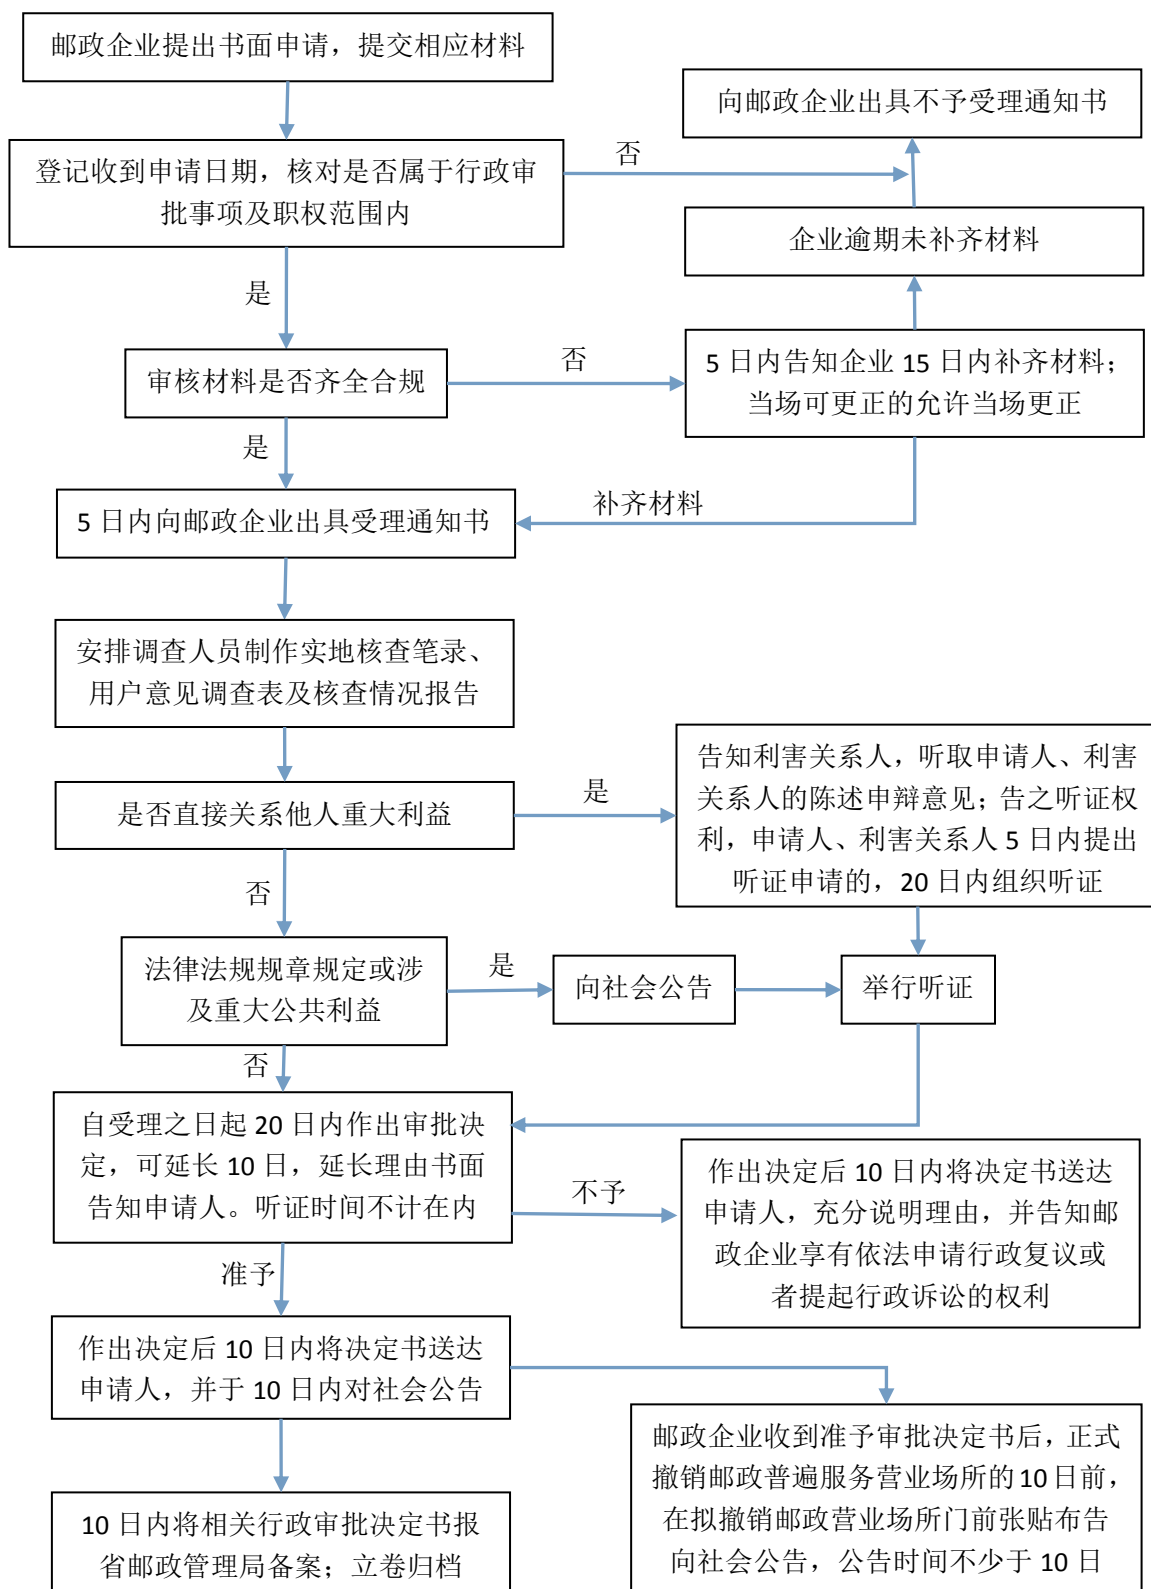 邮政企业提出书面申请，提交相应材料
向邮政企业出具不予受理通知书
登记收到申请日期，核对是否属于行政审
批事项及职权范围内
否
企业逾期未补齐材料
是
审核材料是否齐全合规
否
5 日内告知企业 15 日内补齐材料；
当场可更正的允许当场更正
是
5 日内向邮政企业出具受理通知书
补齐材料
安排调查人员制作实地核查笔录、
用户意见调查表及核查情况报告
是否直接关系他人重大利益
是
告知利害关系人，听取申请人、利害
关系人的陈述申辩意见；告之听证权
利，申请人、利害关系人 5 日内提出
听证申请的，20 日内组织听证
否
法律法规规章规定或涉
及重大公共利益
是
向社会公告
举行听证
否
自受理之日起 20 日内作出审批决
定，可延长 10 日，延长理由书面
告知申请人。听证时间不计在内
不予
作出决定后 10 日内将决定书送达
申请人，充分说明理由，并告知邮
政企业享有依法申请行政复议或
者提起行政诉讼的权利
准予
作出决定后 10 日内将决定书送达
申请人，并于 10 日内对社会公告
邮政企业收到准予审批决定书后，正式
撤销邮政普遍服务营业场所的 10 日前，
在拟撤销邮政营业场所门前张贴布告
向社会公告，公告时间不少于 10 日
10 日内将相关行政审批决定书报
省邮政管理局备案；立卷归档